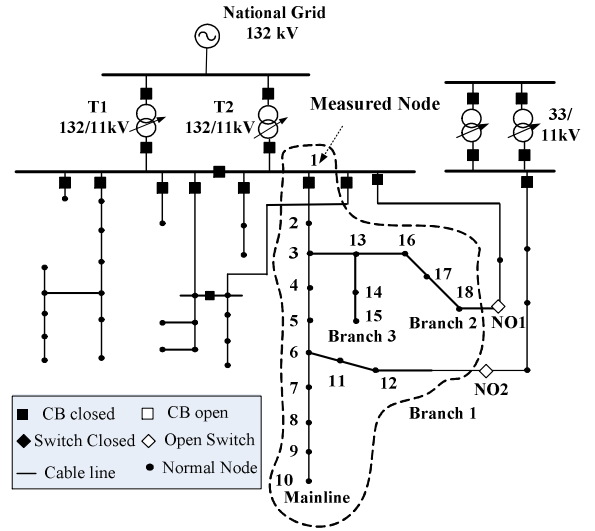 National Grid
132 kV
T1
132/11kV
T2
132/11kV
Measured Node
33/
11kV
1
2
3
13
16
4
14
17
18
5
15
Branch 3
Branch 2
NO1
6
11
12
NO2
7
Branch 1
8
9
10
Mainline
CB closed
CB open
Switch Closed
Open Switch
Cable line
Normal Node